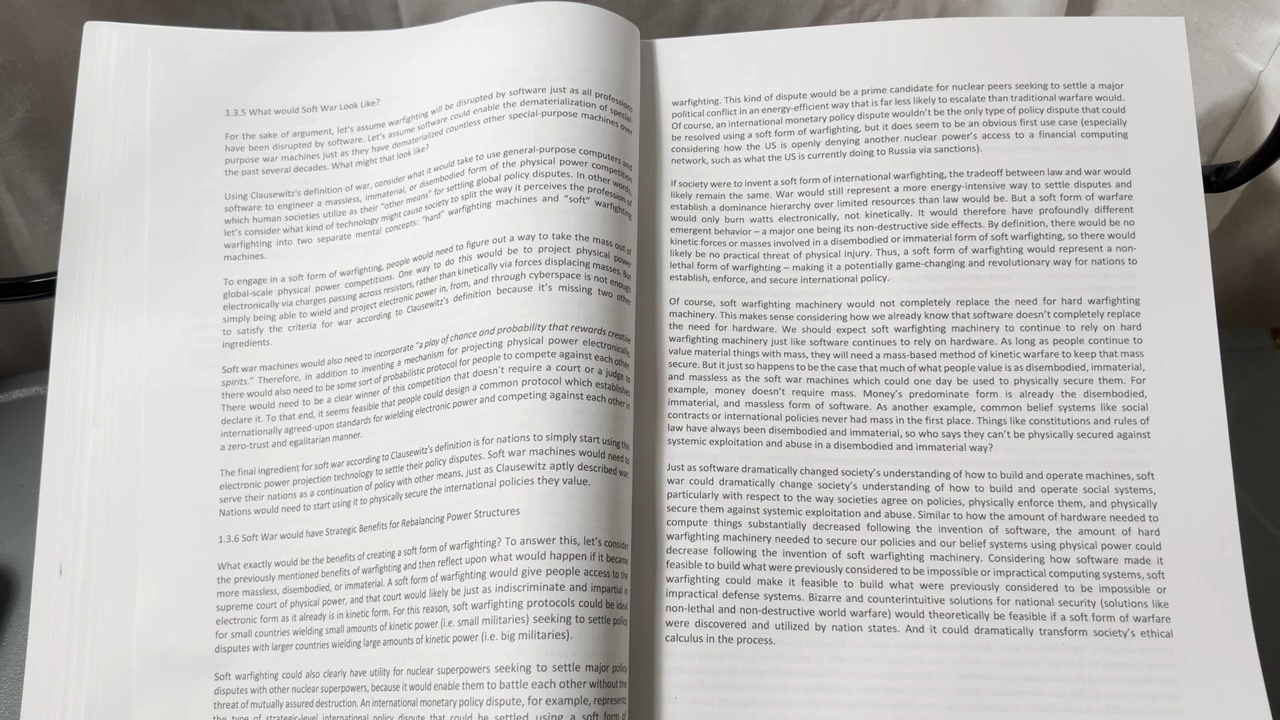 1.3.5 What would Soft War Look Like?
For the sake of argument, let's assume warfighting will be disrupted by software just as all professions
have been disrupted by software. Let's assume software could enable the dematerialization of special-
purpose war machines just as they have dematerialized countless other special-purpose machines over
the past several decades. What might that look like?
Using Clausewitz's definition of war, consider what it would take to use general-purpose computers and
software to engineer a massless, immaterial, or disembodied form of the physical power competition
which human societies utilize as their "other means" for settling global policy disputes. In other words,
let's consider what kind of technology might cause society to split the way it perceives the profession of
warfighting into two separate mental concepts: "hard" warfighting machines and "soft" warfighting
machines.
To engage in a soft form of warfighting, people would need to figure out a way to take the mass out of
global-scale physical power competitions. One way to do this would be to project physical power
electronically via charges passing across resistors, rather than kinetically via forces displacing masses. But
simply being able to wield and project electronic power in, from, and through cyberspace is not enough
to satisfy the criteria for war according to Clausewitz's definition because it's missing two other
ingredients.
Soft war machines would also need to incorporate "a play of chance and probability that rewards creative
spirits." Therefore, in addition to inventing a mechanism for projecting physical power electronically,
there would also need to be some sort of probabilistic protocol for people to compete against each other.
There would need to be a clear winner of this competition that doesn't require a court or a judge to
declare it. To that end, it seems feasible that people could design a common protocol which establishes
internationally agreed-upon standards for wielding electronic power and competing against each other in
a zero-trust and egalitarian manner.
The final ingredient for soft war according to Clausewitz's definition is for nations to simply start using this
electronic power projection technology to settle their policy disputes. Soft war machines would need to
serve their nations as a continuation of policy with other means, just as Clausewitz aptly described war.
Nations would need to start using it to physically secure the international policies they value.
1.3.6 Soft War would have Strategic Benefits for Rebalancing Power Structures
What exactly would be the benefits of creating a soft form of warfighting? To answer this, let's consider
the previously mentioned benefits of warfighting and then reflect upon what would happen if it became
more massless, disembodied, or immaterial. A soft form of warfighting would give people access to the
supreme court of physical power, and that court would likely be just as indiscriminate and impartial in
electronic form as it already is in kinetic form. For this reason, soft warfighting protocols could be ideal
for small countries wielding small amounts of kinetic power (i.e. small militaries) seeking to settle policy
disputes with larger countries wielding large amounts of kinetic power (i.e. big militaries).
Soft warfighting could also clearly have utility for nuclear superpowers seeking to settle major policy
disputes with other nuclear superpowers, because it would enable them to battle each other without the
threat of mutually assured destruction. An international monetary policy dispute, for example, represents
the type of strategic-level international policy dispute that could be settled using a soft form of
warfighting. This kind of dispute would be a prime candidate for nuclear peers seeking to settle a major
political conflict in an energy-efficient way that is far less likely to escalate than traditional warfare would.
Of course, an international monetary policy dispute wouldn't be the only type of policy dispute that could
be resolved using a soft form of warfighting, but it does seem to be an obvious first use case (especially
considering how the US is openly denying another nuclear power's access to a financial computing
network, such as what the US is currently doing to Russia via sanctions).
If society were to invent a soft form of international warfighting, the tradeoff between law and war would
likely remain the same. War would still represent a more energy-intensive way to settle disputes and
establish a dominance hierarchy over limited resources than law would be. But a soft form of warfare
would only burn watts electronically, not kinetically. It would therefore have profoundly different
emergent behavior – a major one being its non-destructive side effects. By definition, there would be no
kinetic forces or masses involved in a disembodied or immaterial form of soft warfighting, so there would
likely be no practical threat of physical injury. Thus, a soft form of warfighting would represent a non-
lethal form of warfighting – making it a potentially game-changing and revolutionary way for nations to
establish, enforce, and secure international policy.
Of course, soft warfighting machinery would not completely replace the need for hard warfighting
machinery. This makes sense considering how we already know that software doesn't completely replace
the need for hardware. We should expect soft warfighting machinery to continue to rely on hard
warfighting machinery just like software continues to rely on hardware. As long as people continue to
value material things with mass, they will need a mass-based method of kinetic warfare to keep that mass
secure. But it just so happens to be the case that much of what people value is as disembodied, immaterial,
and massless as the soft war machines which could one day be used to physically secure them. For
example, money doesn't require mass. Money's predominate form is already the disembodied,
immaterial, and massless form of software. As another example, common belief systems like social
contracts or international policies never had mass in the first place. Things like constitutions and rules of
law have always been disembodied and immaterial, so who says they can't be physically secured against
systemic exploitation and abuse in a disembodied and immaterial way?
Just as software dramatically changed society's understanding of how to build and operate machines, soft
war could dramatically change society's understanding of how to build and operate social systems,
particularly with respect to the way societies agree on policies, physically enforce them, and physically
secure them against systemic exploitation and abuse. Similar to how the amount of hardware needed to
compute things substantially decreased following the invention of software, the amount of hard
warfighting machinery needed to secure our policies and our belief systems using physical power could
decrease following the invention of soft warfighting machinery. Considering how software made it
feasible to build what were previously considered to be impossible or impractical computing systems, soft
warfighting could make it feasible to build what were previously considered to be impossible or
impractical defense systems. Bizarre and counterintuitive solutions for national security (solutions like
non-lethal and non-destructive world warfare) would theoretically be feasible if a soft form of warfare
were discovered and utilized by nation states. And it could dramatically transform society's ethical
calculus in the process.